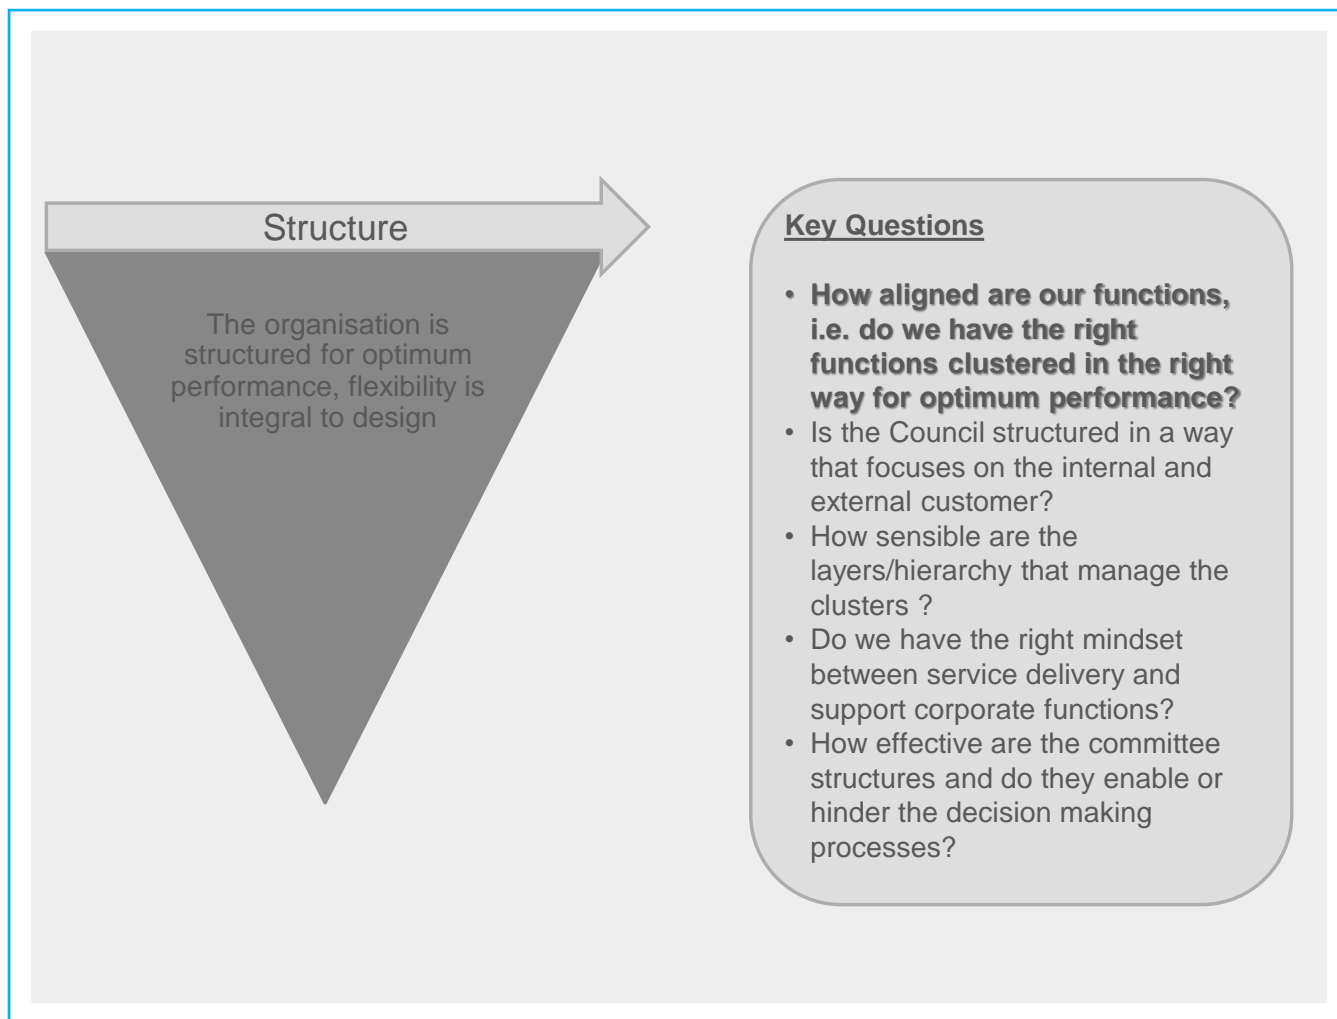 Structure
The organisation is
structured for optimum
performance, flexibility is
integral to design
Key Questions
• How aligned are our functions,
i.e. do we have the right
functions clustered in the right
way for optimum performance?
• Is the Council structured in a way
that focuses on the internal and
external customer?
• How sensible are the
layers/hierarchy that manage the
clusters ?
• Do we have the right mindset
between service delivery and
support corporate functions?
• How effective are the committee
structures and do they enable or
hinder the decision making
processes?